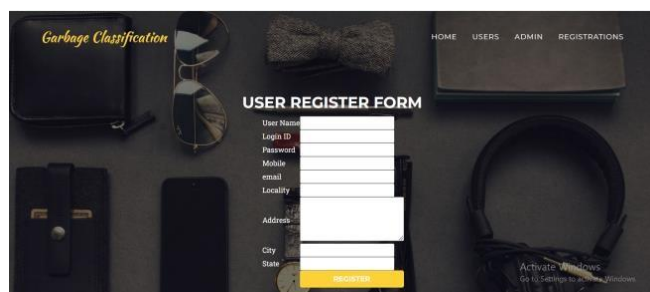 Garbage Classification
HOME USERS ADMIN REGISTRATIONS
USER REGISTER FORM
User Name
Login ID
Password
Mobile
email
Locality
Address
City
State
REGISTER
Activate Windows
Go to Settings to activate Windows.